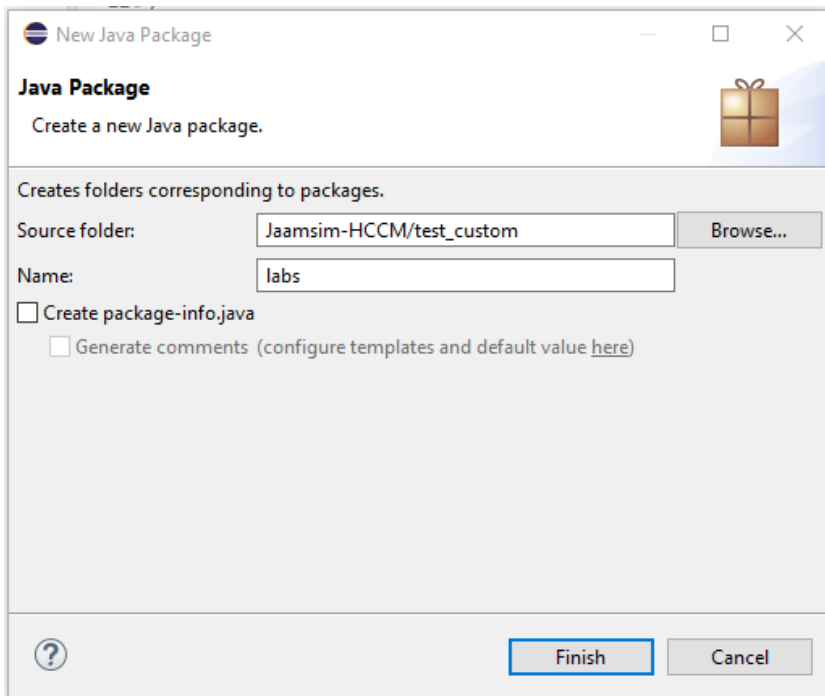 New Java Package
Java Package
Create a new Java package.
Creates folders corresponding to packages.
Source folder: Jaamsim-HCCM/test_custom Browse...
Name: labs
Create package-info.java
Generate comments (configure templates and default value here)
Finish Cancel